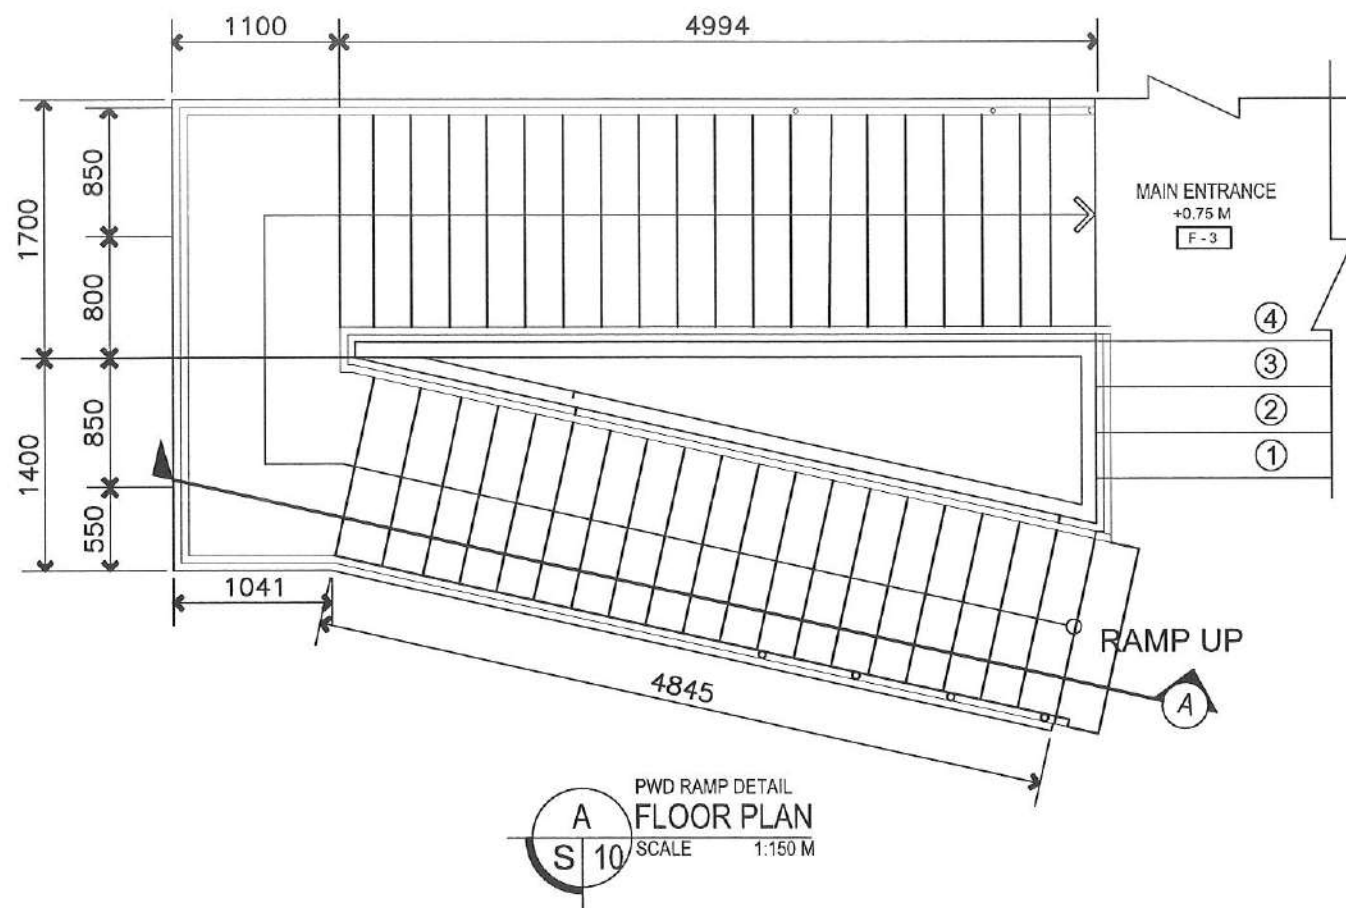 1100
4994
1700
850
800
850
1400
550
MAIN ENTRANCE
+0.75 M
F - 3
4
3
2
1
1041
4845
RAMP UP
A
PWD RAMP DETAIL
A
FLOOR PLAN
S 10
SCALE 1:150 M